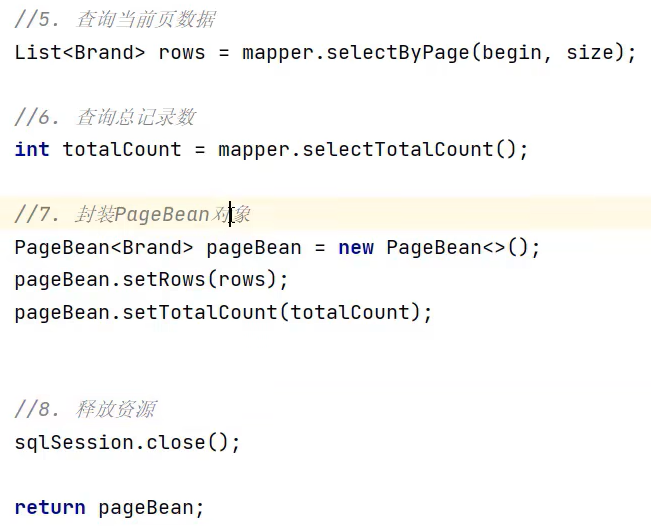 //5. 查询当前页数据
List<Brand> rows = mapper.selectByPage(begin, size);
//6. 查询总记录数
int totalCount = mapper.selectTotalCount();
//7. 封装PageBean对象
PageBean<Brand> pageBean = new PageBean<>();
pageBean.setRows(rows);
pageBean.setTotalCount(totalCount);
//8. 释放资源
sqlSession.close();
return pageBean;